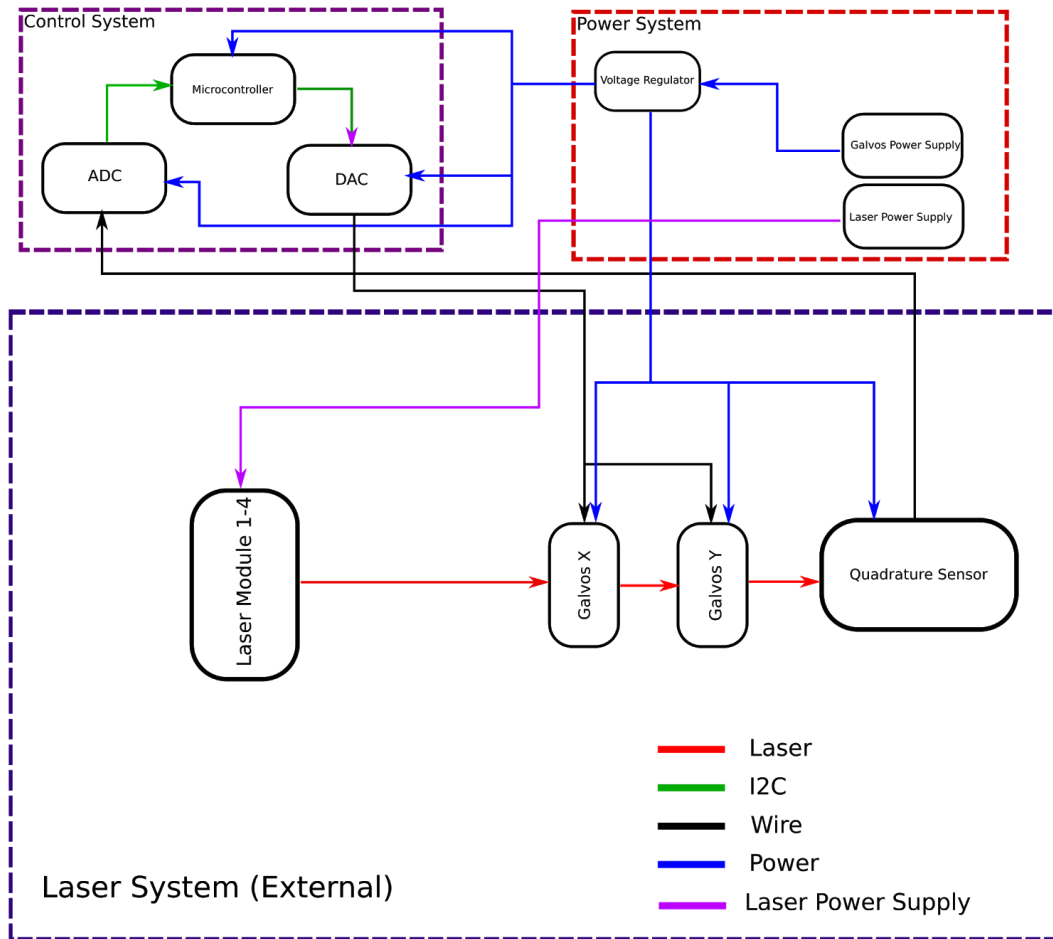 Control System
Power System
Microcontroller
Voltage Regulator
Galvos Power Supply
ADC
DAC
Laser Power Supply
Laser Module 1-4
Galvos X
Galvos Y
Quadrature Sensor
Laser
I2C
Wire
Power
Laser Power Supply
Laser System (External)